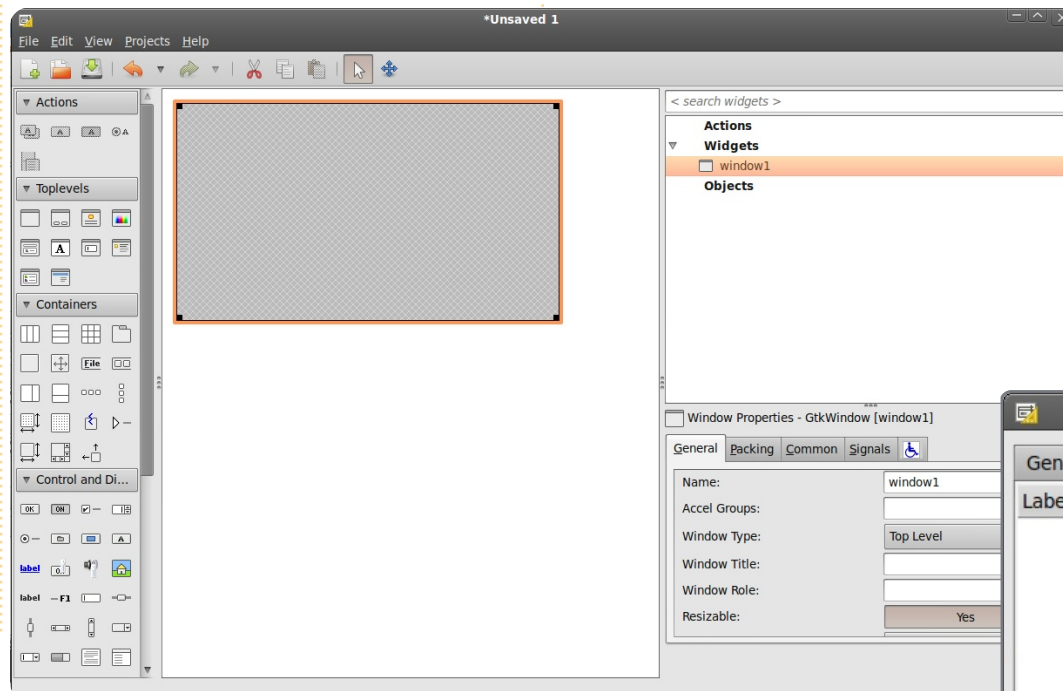 *Unsaved 1
File Edit View Projects Help
Actions
Toplevels
Containers
File
Control and Di...
OK ON
label
label F1
< search widgets >
Actions
Widgets
window1
Objects
Window Properties - GtkWindow [window1]
General Packing Common Signals
Name: window1
Accel Groups:
Window Type: Top Level
Window Title:
Window Role:
Resizable: Yes
Gen
Labe